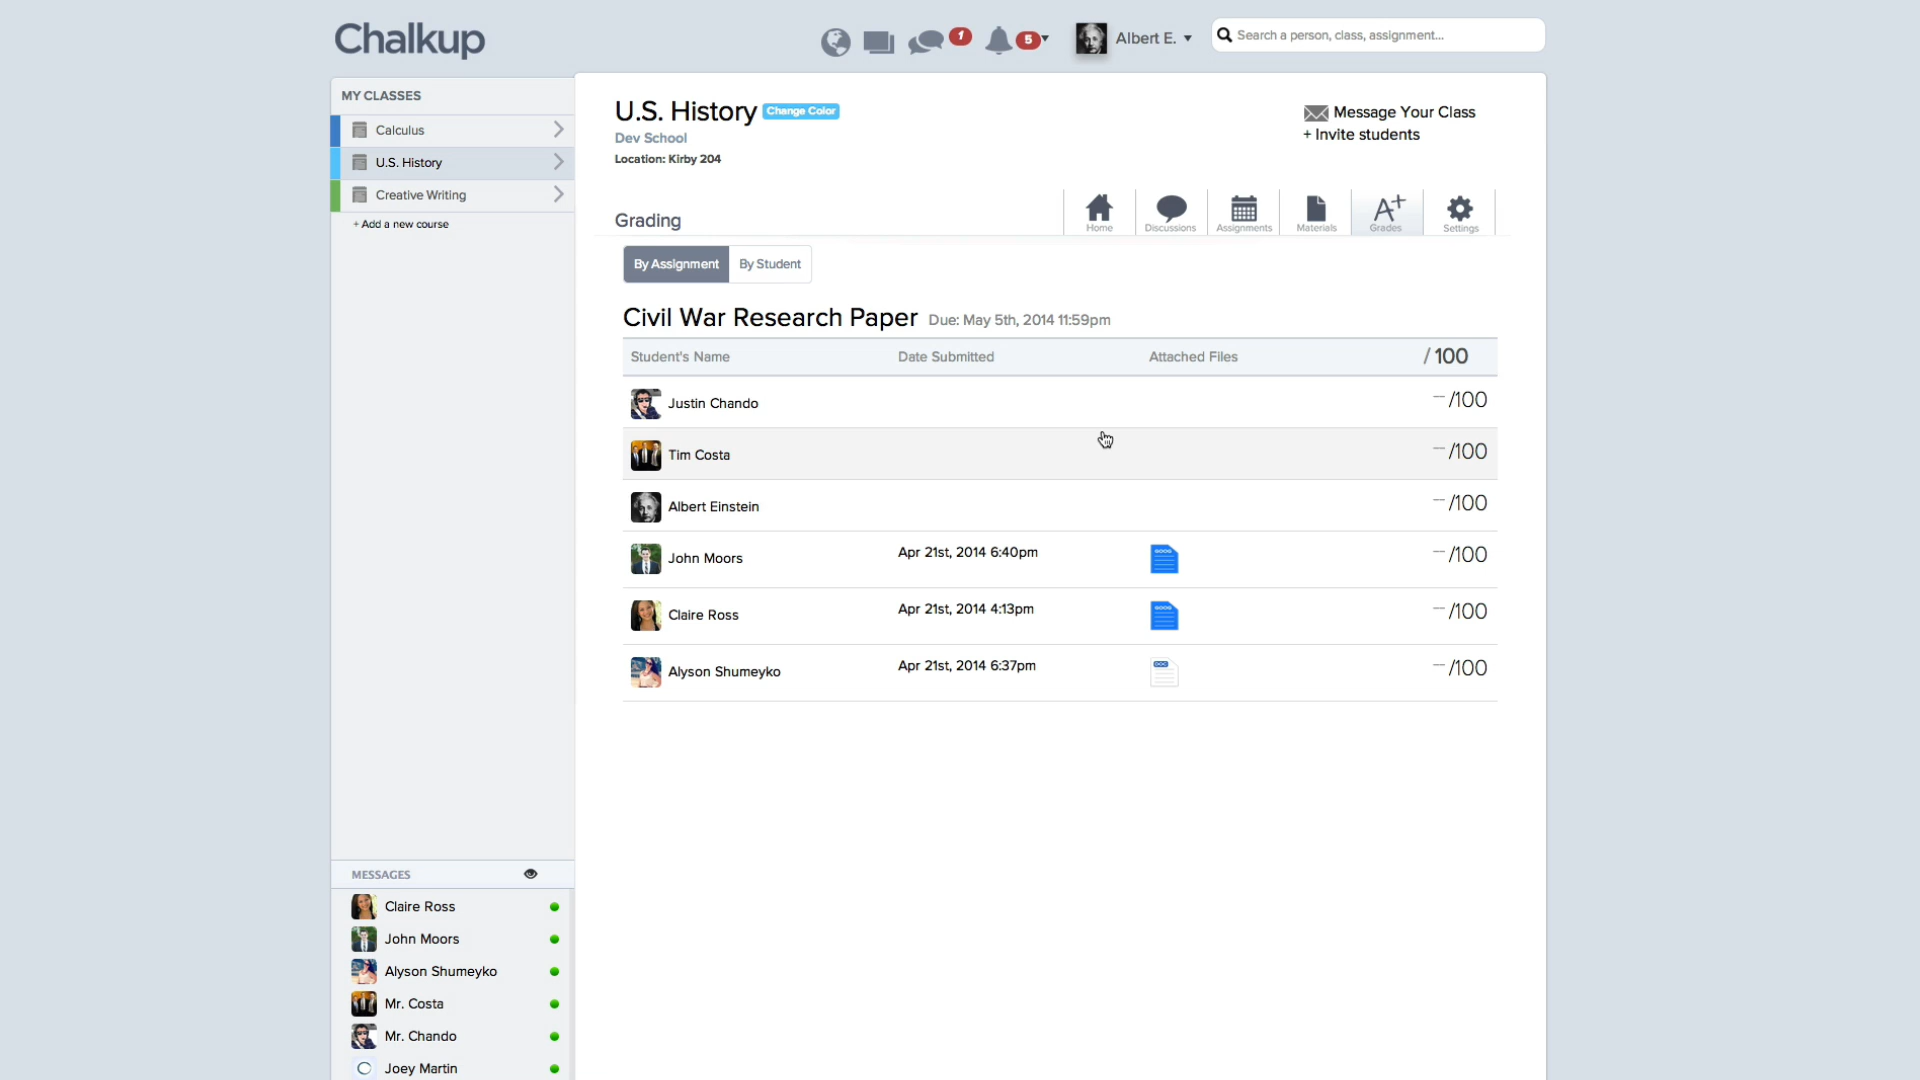 Chalkup
1
5
Albert E.
Search a person, class, assignment...
MY CLASSES
Calculus
U.S. History
Creative Writing
+ Add a new course
U.S. History
Change Color
Dev School
Location: Kirby 204
Message Your Class
+ Invite students
Grading
Home
Discussions
Assignments
Materials
A+
Grades
Settings
By Assignment
By Student
Civil War Research Paper
Due: May 5th, 2014 11:59pm
Student's Name
Date Submitted
Attached Files
/ 100
Justin Chando
-- /100
Tim Costa
-- /100
Albert Einstein
-- /100
John Moors
Apr 21st, 2014 6:40pm
-- /100
Claire Ross
Apr 21st, 2014 4:13pm
-- /100
Alyson Shumeyko
Apr 21st, 2014 6:37pm
-- /100
MESSAGES
Claire Ross
John Moors
Alyson Shumeyko
Mr. Costa
Mr. Chando
Joey Martin